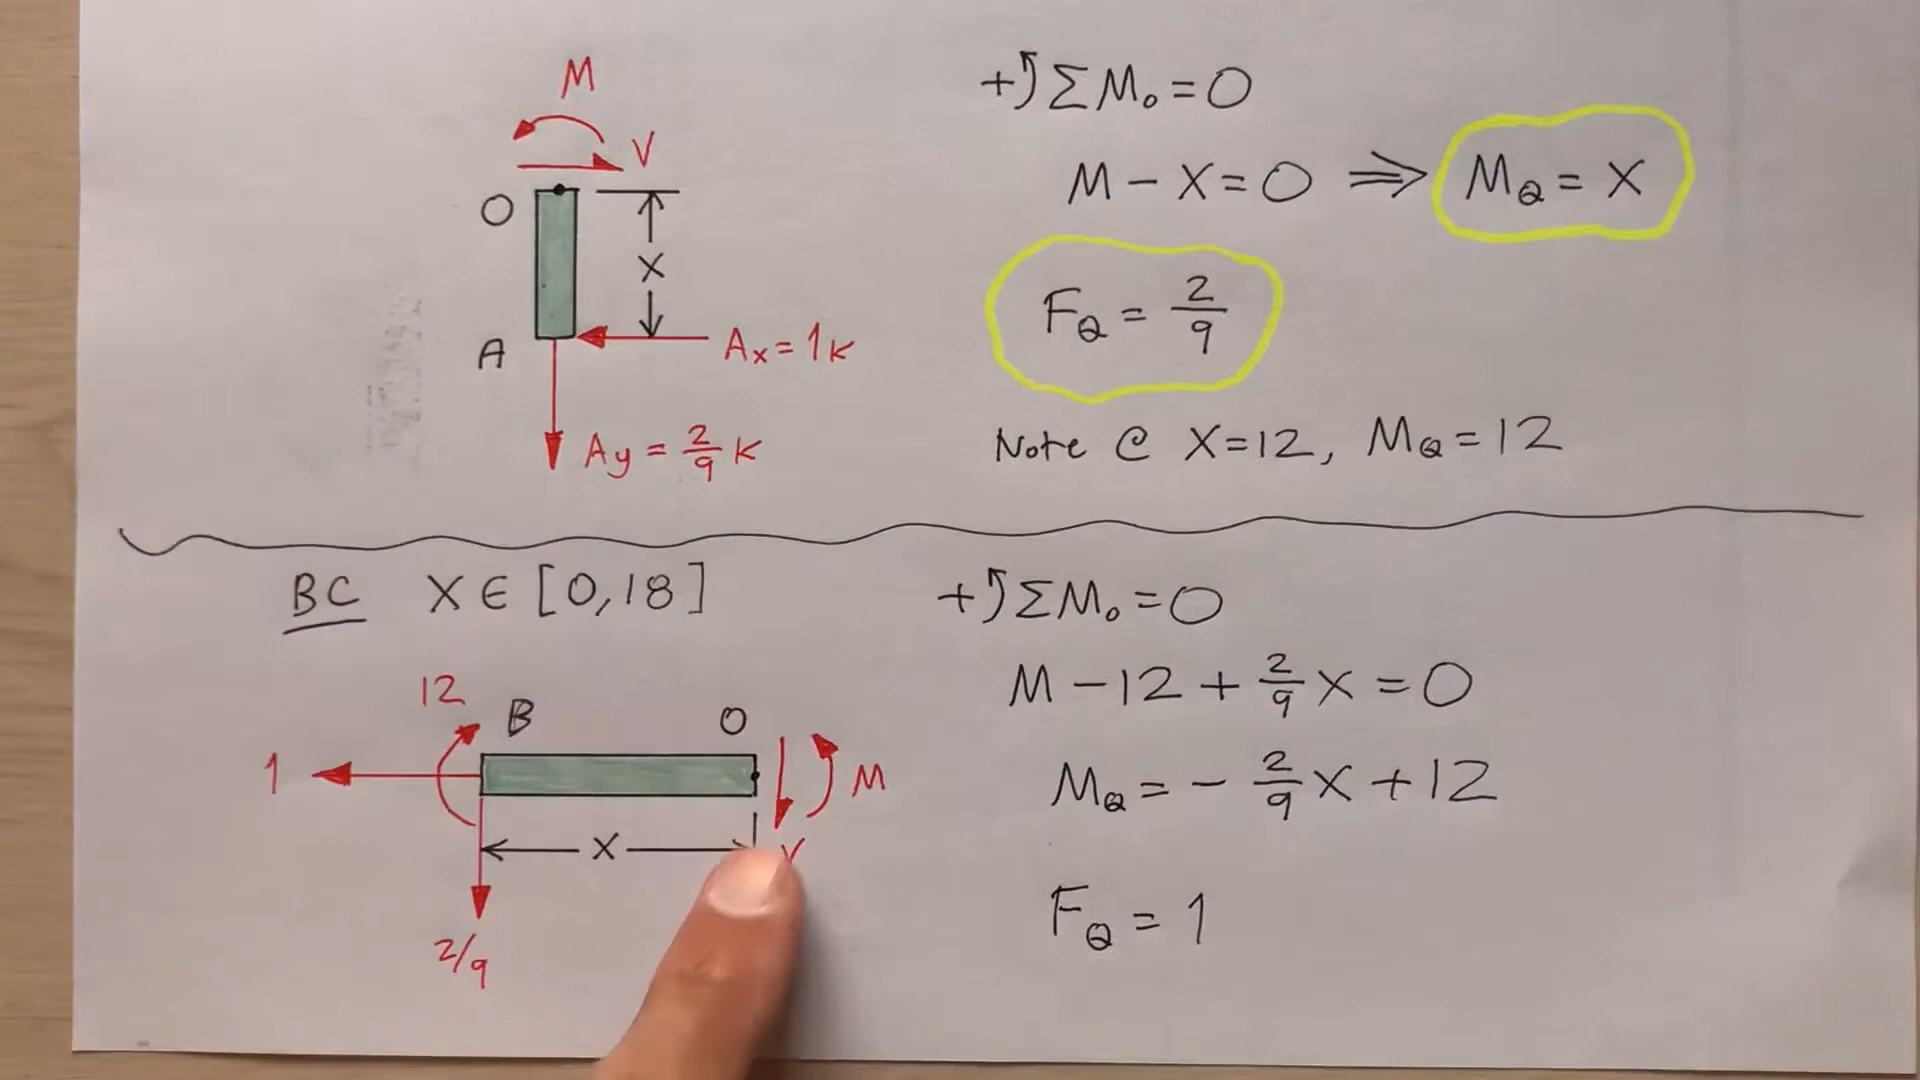 M
V
O
X
A
Ax = 1k
Ay = 2/9 k
+↺ ΣMo = 0
M - X = 0 ⇒ MQ = X
FQ = 2/9
Note @ X=12, MQ = 12
BC X ∈ [0,18]
12
B
O
1
M
X
V
2/9
+↺ ΣMo = 0
M - 12 + 2/9 X = 0
MQ = - 2/9 X + 12
FQ = 1